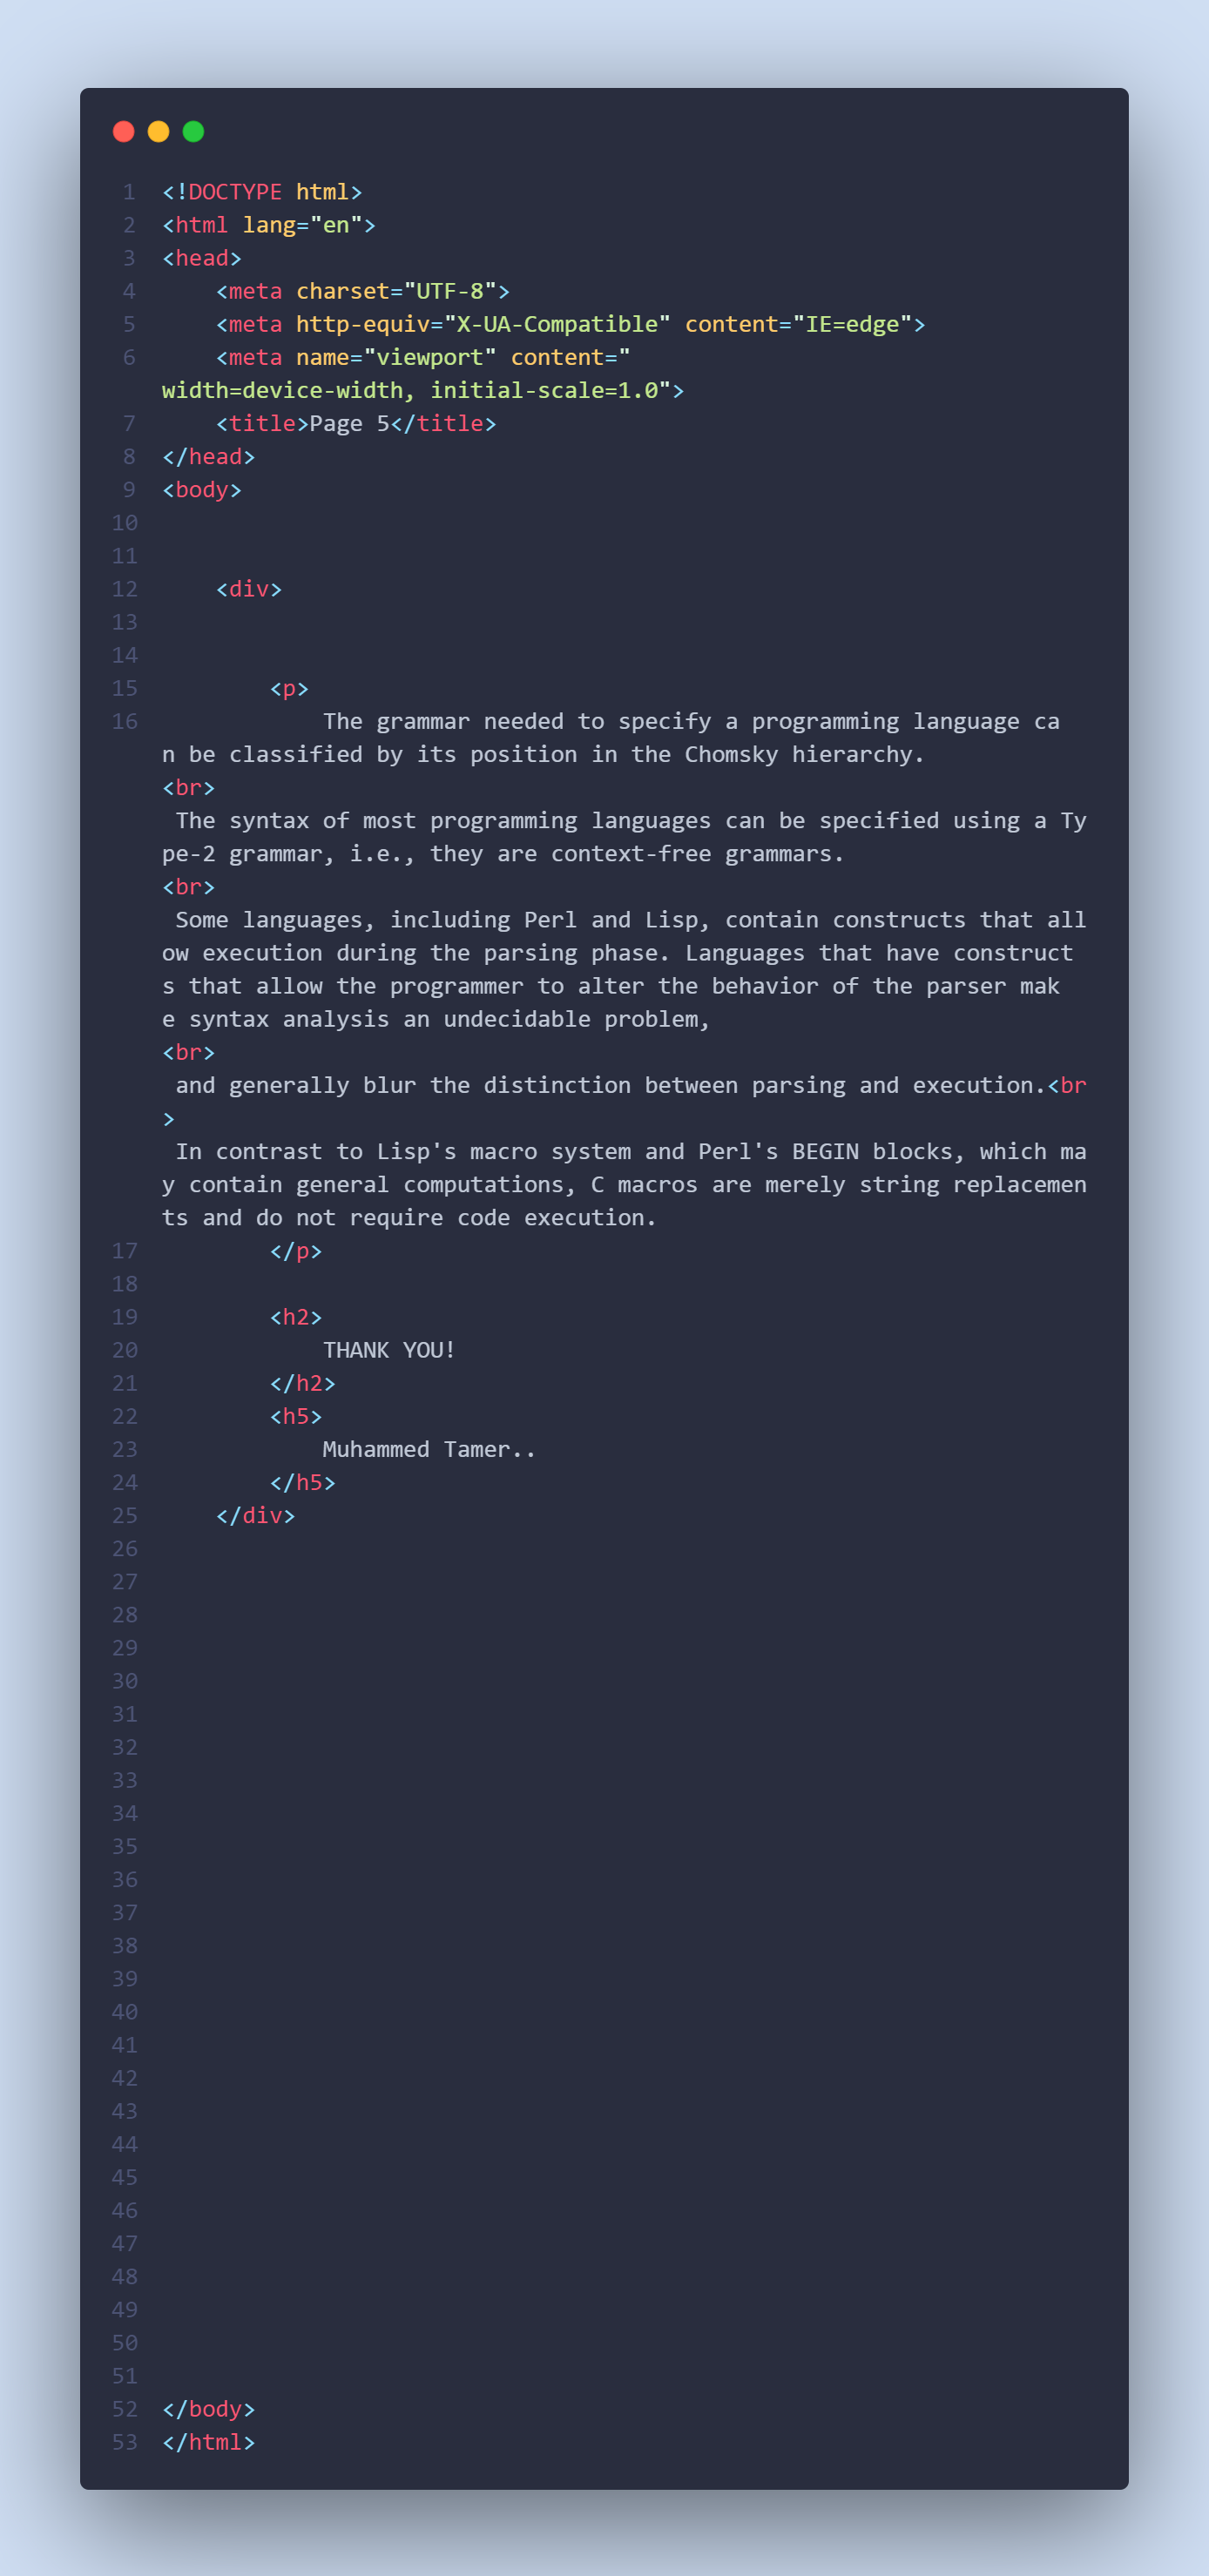 1 <!DOCTYPE html>
2 <html lang="en">
3 <head>
4     <meta charset="UTF-8">
5     <meta http-equiv="X-UA-Compatible" content="IE=edge">
6     <meta name="viewport" content="
width=device-width, initial-scale=1.0">
7     <title>Page 5</title>
8 </head>
9 <body>
10
11
12     <div>
13
14
15         <p>
16             The grammar needed to specify a programming language ca
n be classified by its position in the Chomsky hierarchy.
<br>
 The syntax of most programming languages can be specified using a Ty
pe-2 grammar, i.e., they are context-free grammars.
<br>
 Some languages, including Perl and Lisp, contain constructs that all
ow execution during the parsing phase. Languages that have construct
s that allow the programmer to alter the behavior of the parser mak
e syntax analysis an undecidable problem,
<br>
 and generally blur the distinction between parsing and execution.<br
>
 In contrast to Lisp's macro system and Perl's BEGIN blocks, which ma
y contain general computations, C macros are merely string replacemen
ts and do not require code execution.
17         </p>
18
19         <h2>
20             THANK YOU!
21         </h2>
22         <h5>
23             Muhammed Tamer..
24         </h5>
25     </div>
26
27
28
29
30
31
32
33
34
35
36
37
38
39
40
41
42
43
44
45
46
47
48
49
50
51
52 </body>
53 </html>